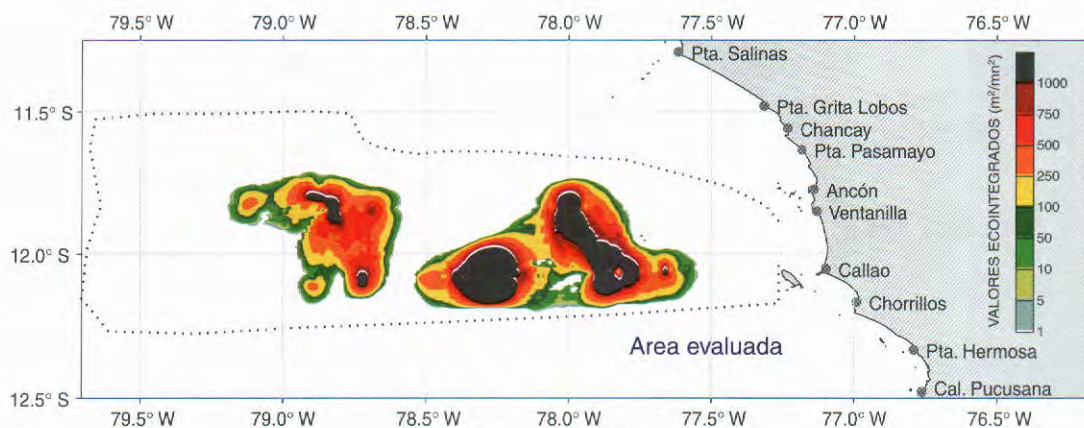 79.5° W 79.0° W 78.5° W 78.0° W 77.5° W 77.0° W 76.5° W
Pta. Salinas
11.5° S
Pta. Grita Lobos
Chancay
Pta. Pasamayo
Ancón
Ventanilla
12.0° S
Callao
Chorrillos
Area evaluada
Pta. Hermosa
12.5° S
Cal. Pucusana
VALORES ECOINTEGRADOS (m²/mn²)
1000
750
500
250
100
50
10
5
1
79.5° W 79.0° W 78.5° W 78.0° W 77.5° W 77.0° W 76.5° W